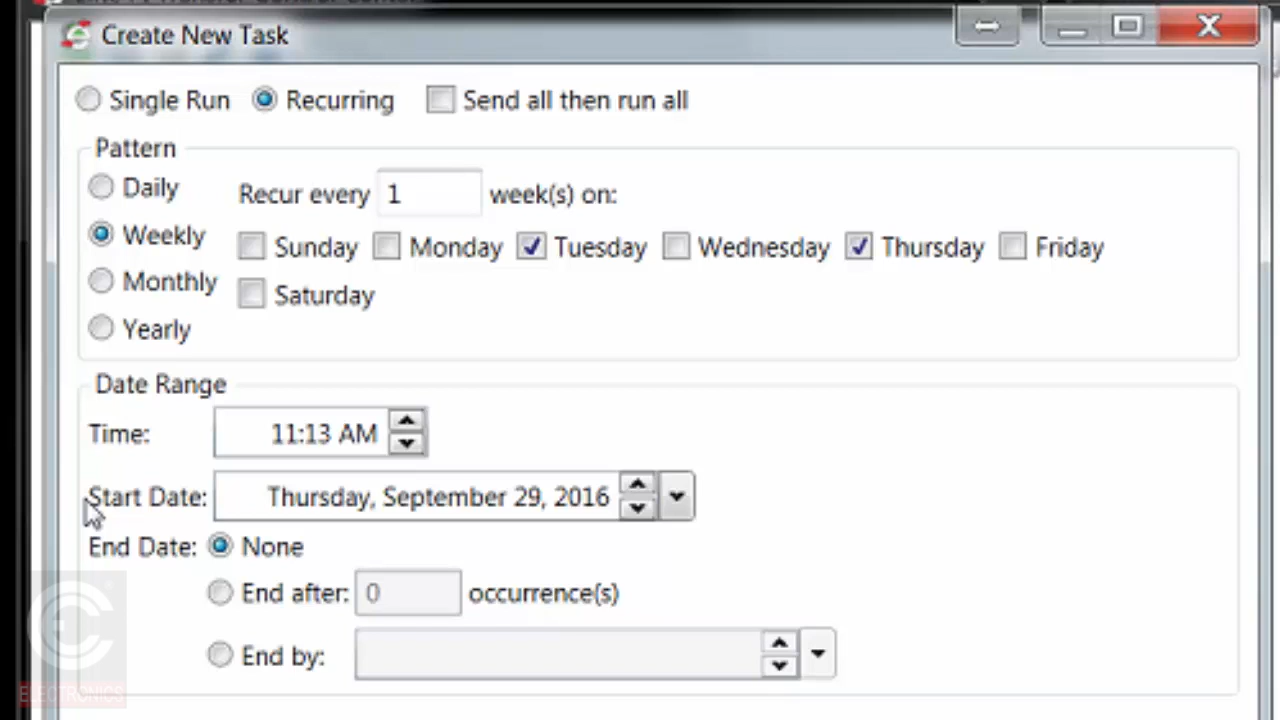 Create New Task
Single Run Recurring Send all then run all
Pattern
Daily Recur every 1 week(s) on:
Weekly Sunday Monday Tuesday Wednesday Thursday Friday
Monthly Saturday
Yearly
Date Range
Time: 11:13 AM
Start Date: Thursday, September 29, 2016
End Date: None
End after: 0 occurrence(s)
End by:
ELECTRONICS